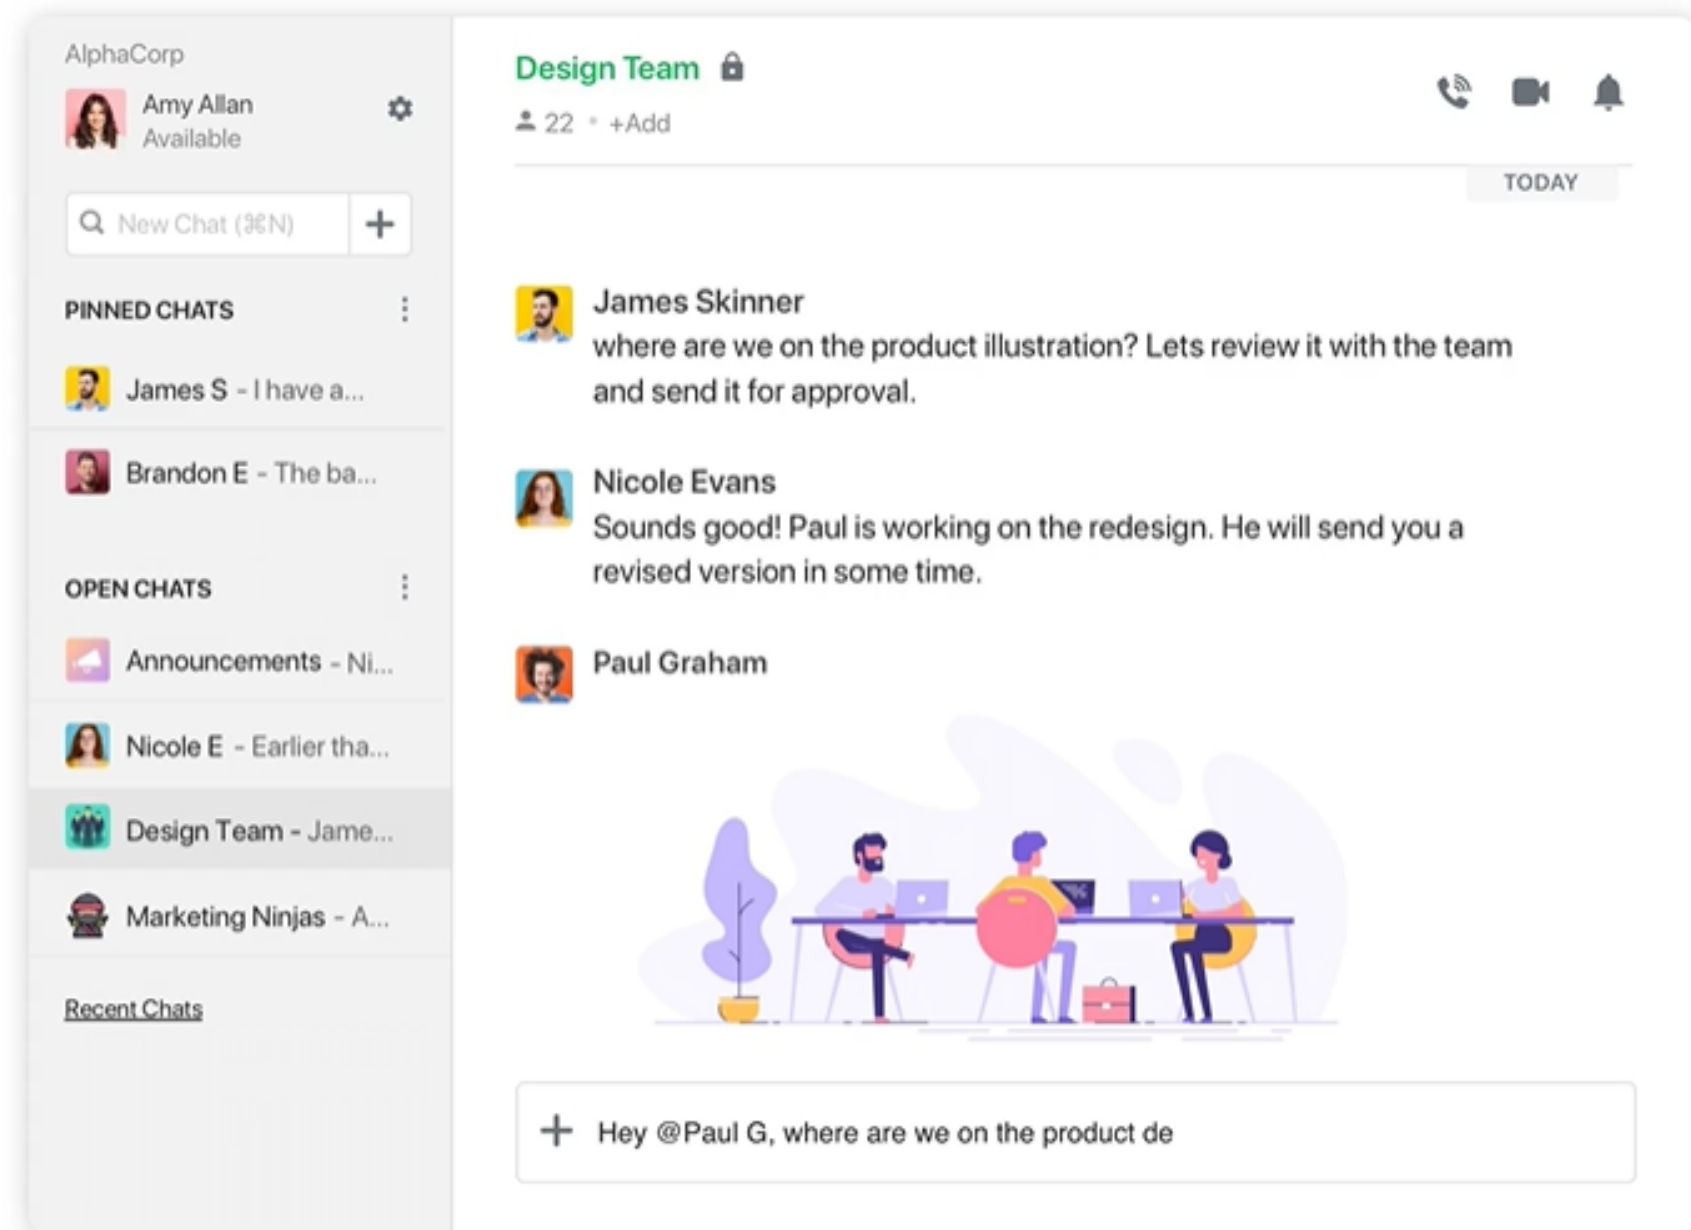 AlphaCorp
Amy Allan
Available
New Chat (⌘N)
PINNED CHATS
James S - I have a...
Brandon E - The ba...
OPEN CHATS
Announcements - Ni...
Nicole E - Earlier tha...
Design Team - Jame...
Marketing Ninjas - A...
Recent Chats
Design Team
22 • +Add
TODAY
James Skinner
where are we on the product illustration? Lets review it with the team
and send it for approval.
Nicole Evans
Sounds good! Paul is working on the redesign. He will send you a
revised version in some time.
Paul Graham
Hey @Paul G, where are we on the product de